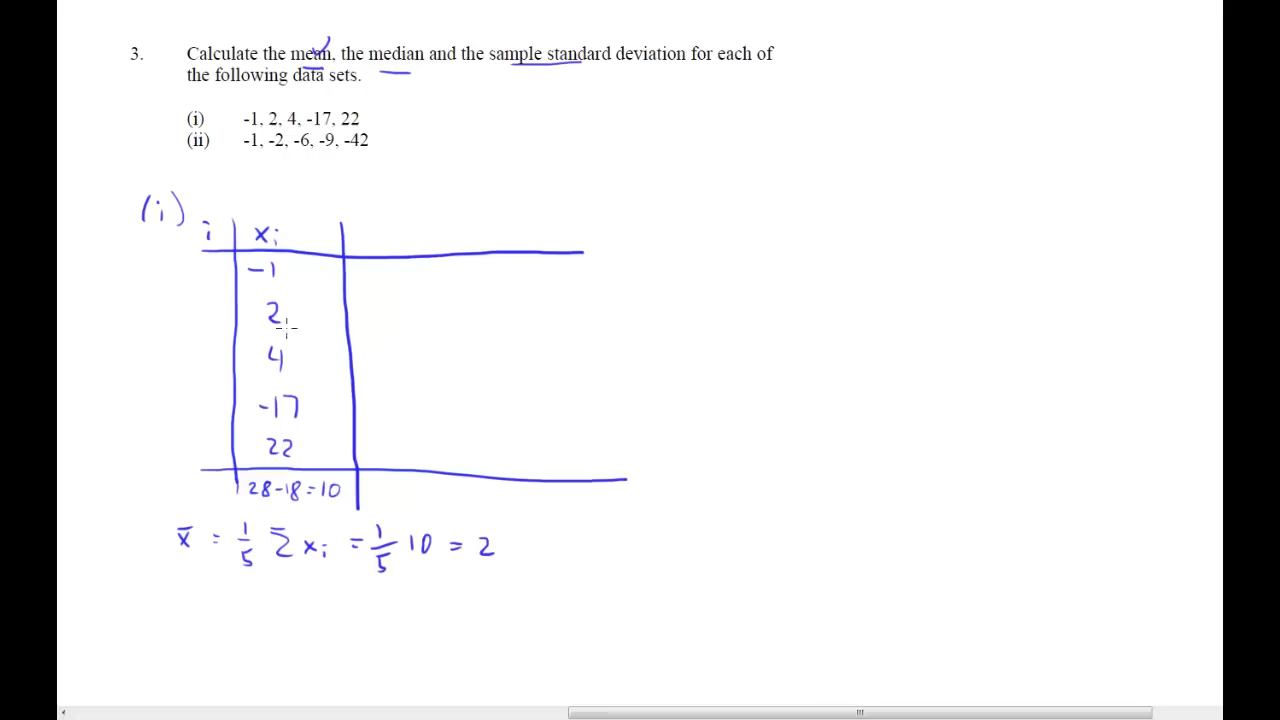 3. Calculate the mean, the median and the sample standard deviation for each of
the following data sets.
(i) -1, 2, 4, -17, 22
(ii) -1, -2, -6, -9, -42
(i)
i xi
-1
2
4
-17
22
28-18=10
x̄ = 1/5 Σ xi = 1/5 10 = 2